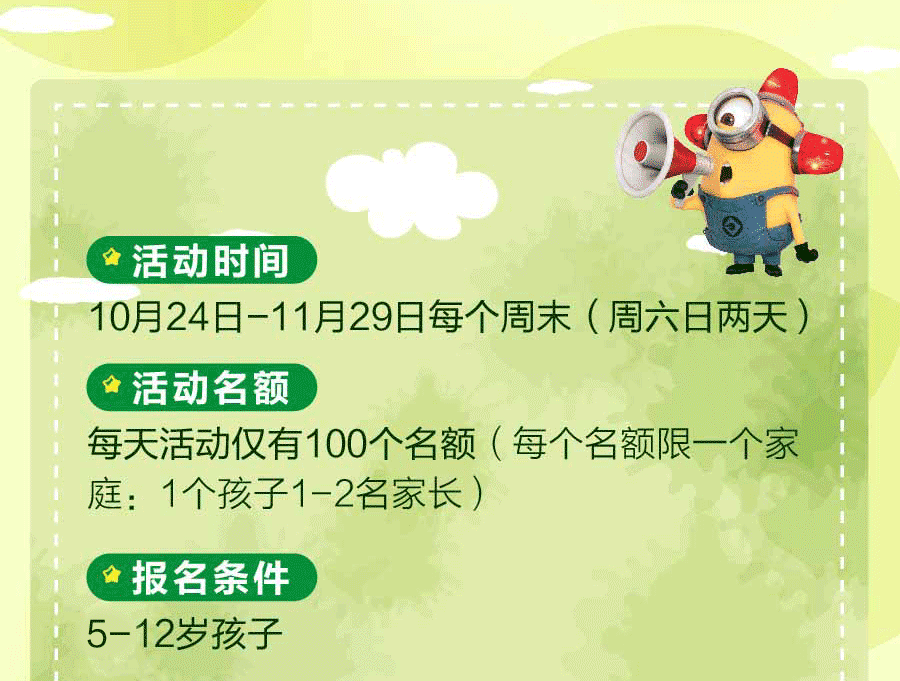 活动时间
10月24日-11月29日每个周末（周六日两天）
活动名额
每天活动仅有100个名额（每个名额限一个家
庭：1个孩子1-2名家长）
报名条件
5-12岁孩子